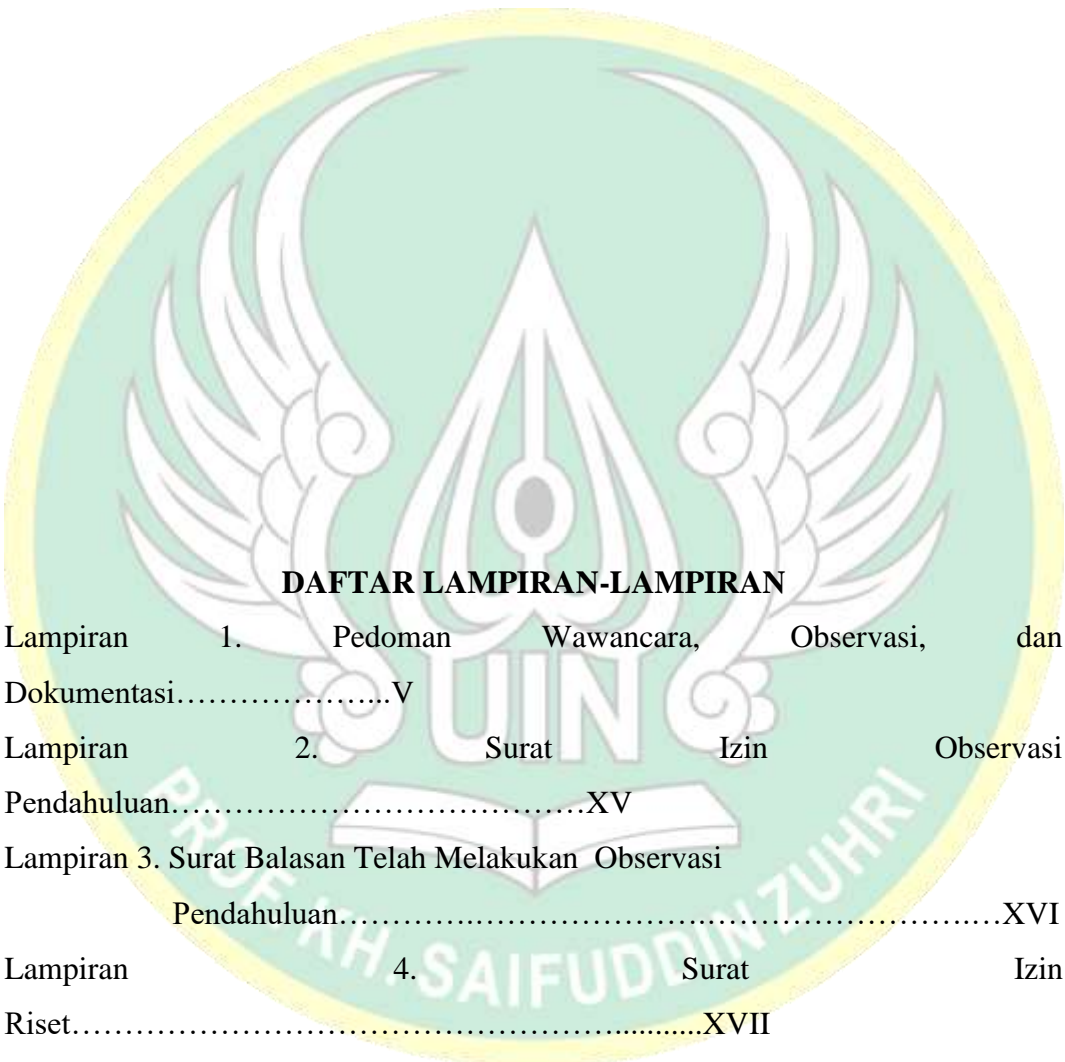 DAFTAR LAMPIRAN-LAMPIRAN
Lampiran 1. Pedoman Wawancara, Observasi, dan
Dokumentasi………………...V
Lampiran 2. Surat Izin Observasi
Pendahuluan……………………………………XV
Lampiran 3. Surat Balasan Telah Melakukan  Observasi
Pendahuluan………….………………….…………………….…XVI
Lampiran 4. Surat Izin
Riset……………………………………………...........XVII
UIN
PROF. KH. SAIFUDDIN ZUHRI